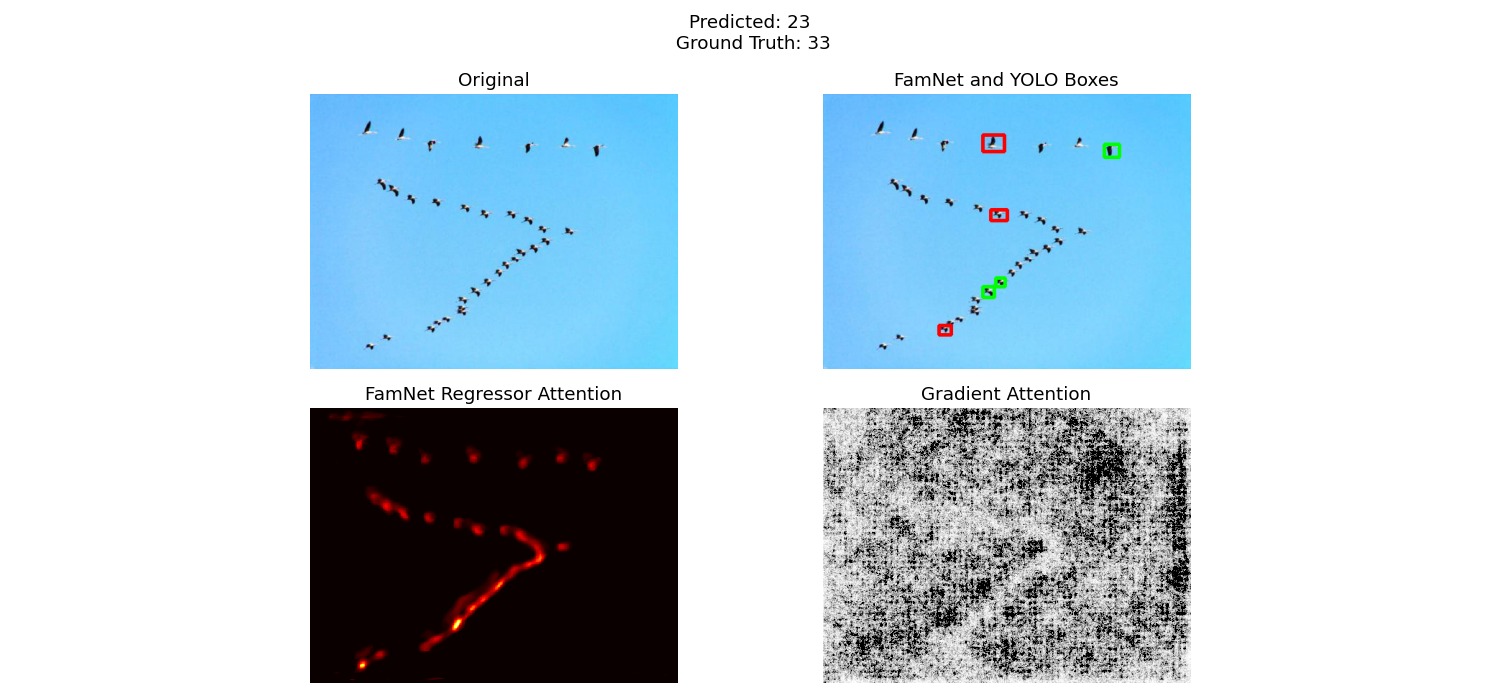 Predicted: 23
Ground Truth: 33
Original
FamNet and YOLO Boxes
FamNet Regressor Attention
Gradient Attention